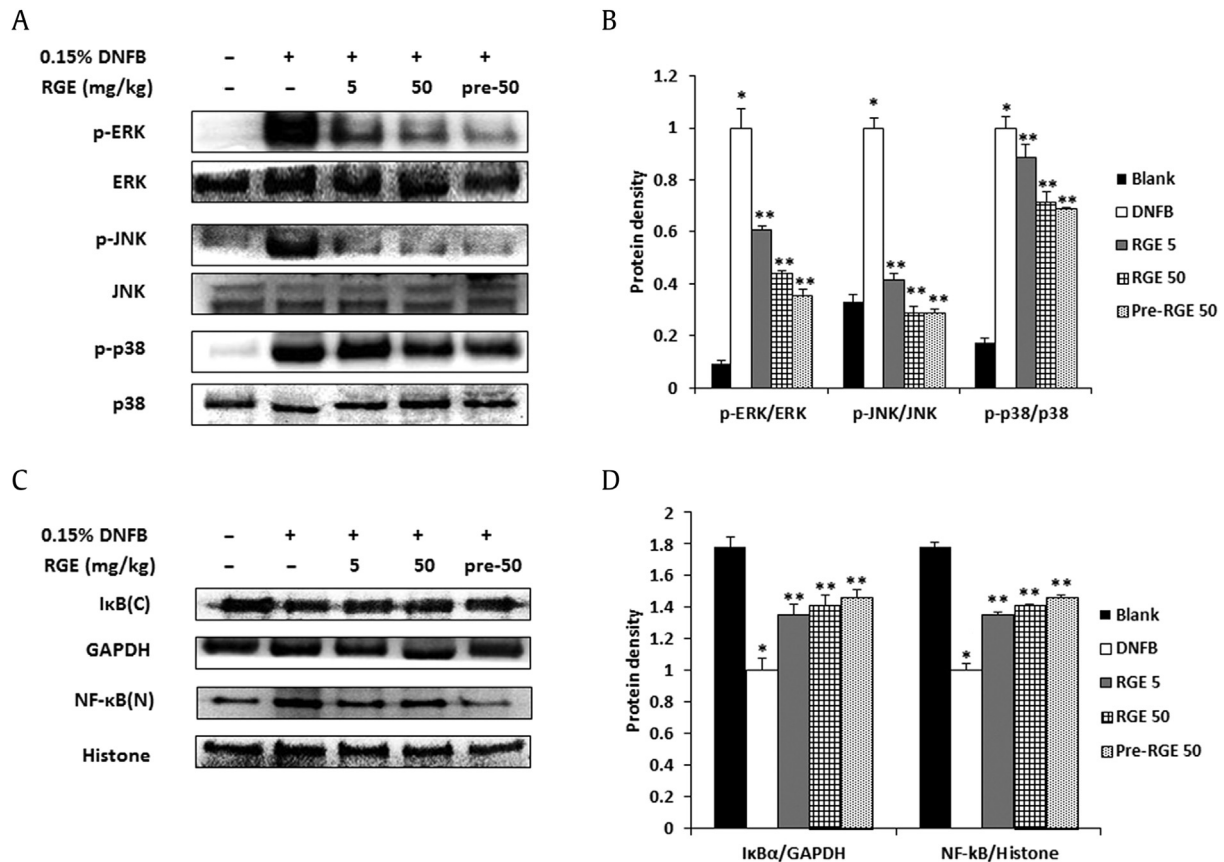 A
0.15% DNFB – + + + +
RGE (mg/kg) – – 5 50 pre-50
p-ERK
ERK
p-JNK
JNK
p-p38
p38
B
Protein density
1.2
1
0.8
0.6
0.4
0.2
0
* ** ** **
* ** ** **
* ** ** **
p-ERK/ERK p-JNK/JNK p-p38/p38
Blank
DNFB
RGE 5
RGE 50
Pre-RGE 50
C
0.15% DNFB – + + + +
RGE (mg/kg) – – 5 50 pre-50
IκB(C)
GAPDH
NF-κB(N)
Histone
D
Protein density
2
1.8
1.6
1.4
1.2
1
0.8
0.6
0.4
0.2
0
* ** ** **
* ** ** **
IκBα/GAPDH NF-kB/Histone
Blank
DNFB
RGE 5
RGE 50
Pre-RGE 50